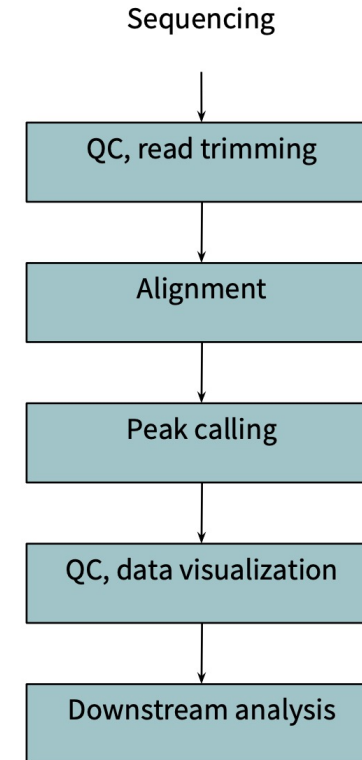 Sequencing
QC, read trimming
Alignment
Peak calling
QC, data visualization
Downstream analysis